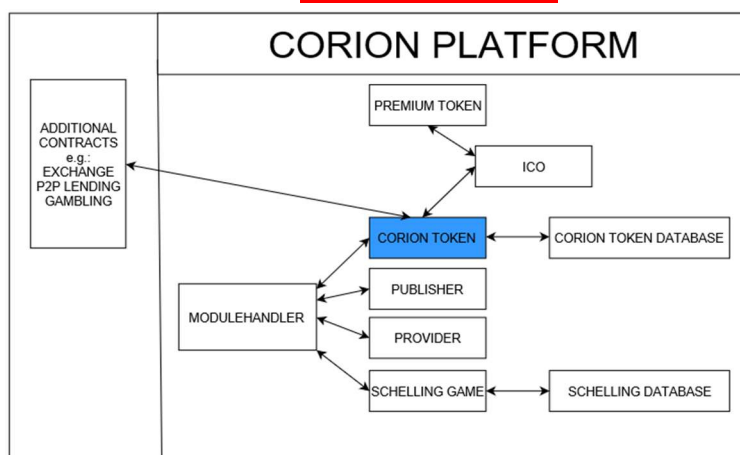 CORION PLATFORM
ADDITIONAL
CONTRACTS
e.g.:
EXCHANGE
P2P LENDING
GAMBLING
PREMIUM TOKEN
ICO
CORION TOKEN
CORION TOKEN DATABASE
PUBLISHER
MODULEHANDLER
PROVIDER
SCHELLING GAME
SCHELLING DATABASE